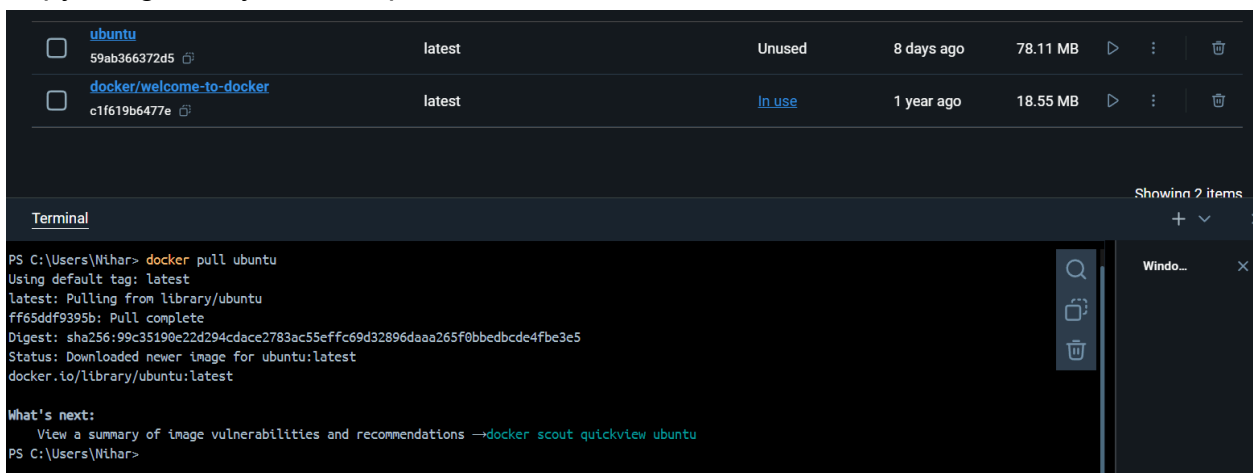 ubuntu
59ab366372d5
latest
Unused
8 days ago
78.11 MB
docker/welcome-to-docker
c1f619b6477e
latest
In use
1 year ago
18.55 MB
Showing 2 items
Terminal
PS C:\Users\Nihar> docker pull ubuntu
Using default tag: latest
latest: Pulling from library/ubuntu
ff65ddf9395b: Pull complete
Digest: sha256:99c35190e22d294cdace2783ac55effc69d32896daaa265f0bbedbcde4fbe3e5
Status: Downloaded newer image for ubuntu:latest
docker.io/library/ubuntu:latest
What's next:
View a summary of image vulnerabilities and recommendations →docker scout quickview ubuntu
PS C:\Users\Nihar>
Windo...